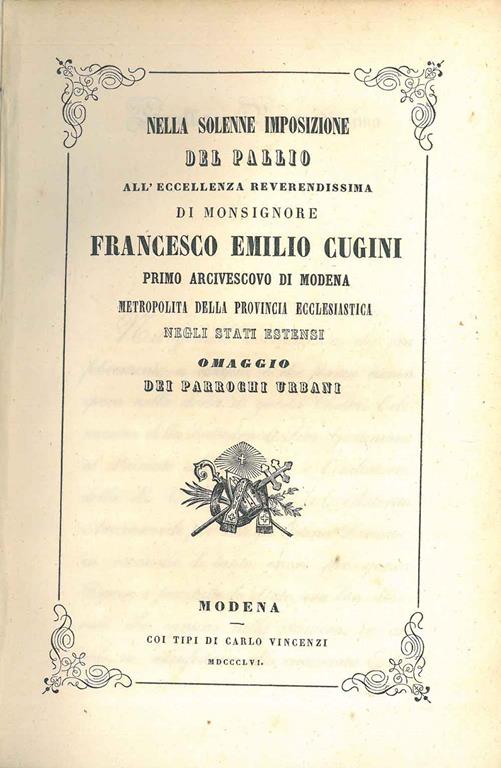 NELLA SOLENNE IMPOSIZIONE
DEL PALLIO
ALL'ECCELLENZA REVERENDISSIMA
DI MONSIGNORE
FRANCESCO EMILIO CUGINI
PRIMO ARCIVESCOVO DI MODENA
METROPOLITA DELLA PROVINCIA ECCLESIASTICA
NEGLI STATI ESTENSI
OMAGGIO
DEI PARROCHI URBANI
MODENA
COI TIPI DI CARLO VINCENZI
MDCCCLVI.